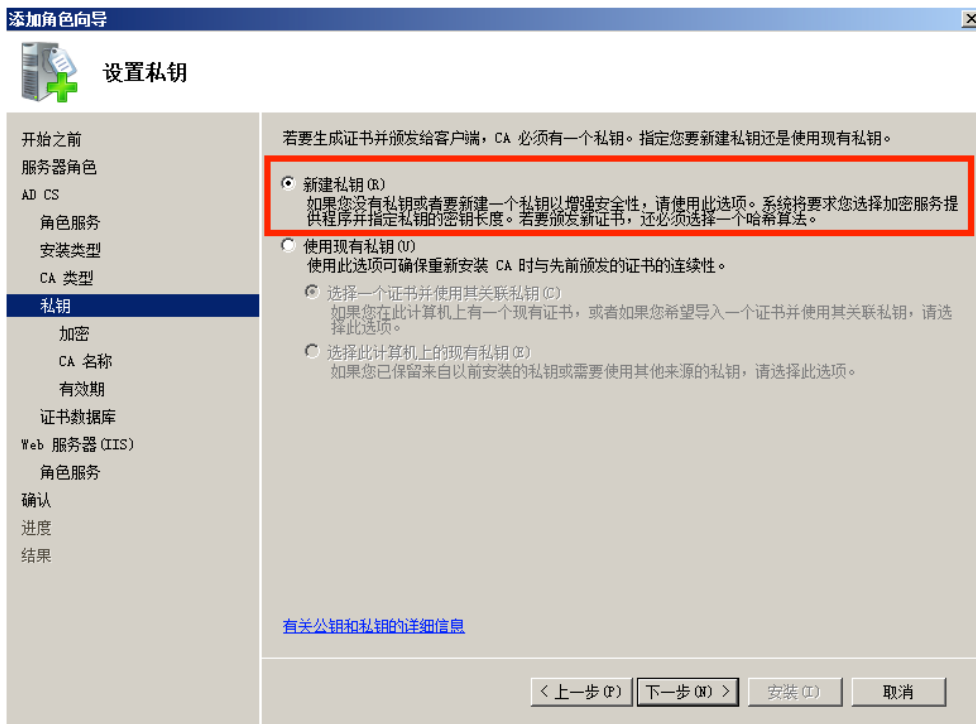 添加角色向导
设置私钥
开始之前
服务器角色
AD CS
角色服务
安装类型
CA 类型
私钥
加密
CA 名称
有效期
证书数据库
Web 服务器(IIS)
角色服务
确认
进度
结果
若要生成证书并颁发给客户端，CA 必须有一个私钥。指定您要新建私钥还是使用现有私钥。
新建私钥(R)
如果您没有私钥或者要新建一个私钥以增强安全性，请使用此选项。系统将要求您选择加密服务提
供程序并指定私钥的密钥长度。若要颁发新证书，还必须选择一个哈希算法。
使用现有私钥(U)
使用此选项可确保重新安装 CA 时与先前颁发的证书的连续性。
选择一个证书并使用其关联私钥(C)
如果您在此计算机上有一个现有证书，或者如果您希望导入一个证书并使用其关联私钥，请选
择此选项。
选择此计算机上的现有私钥(E)
如果您已保留来自以前安装的私钥或需要使用其他来源的私钥，请选择此选项。
有关公钥和私钥的详细信息
< 上一步(P)
下一步(N) >
安装(I)
取消